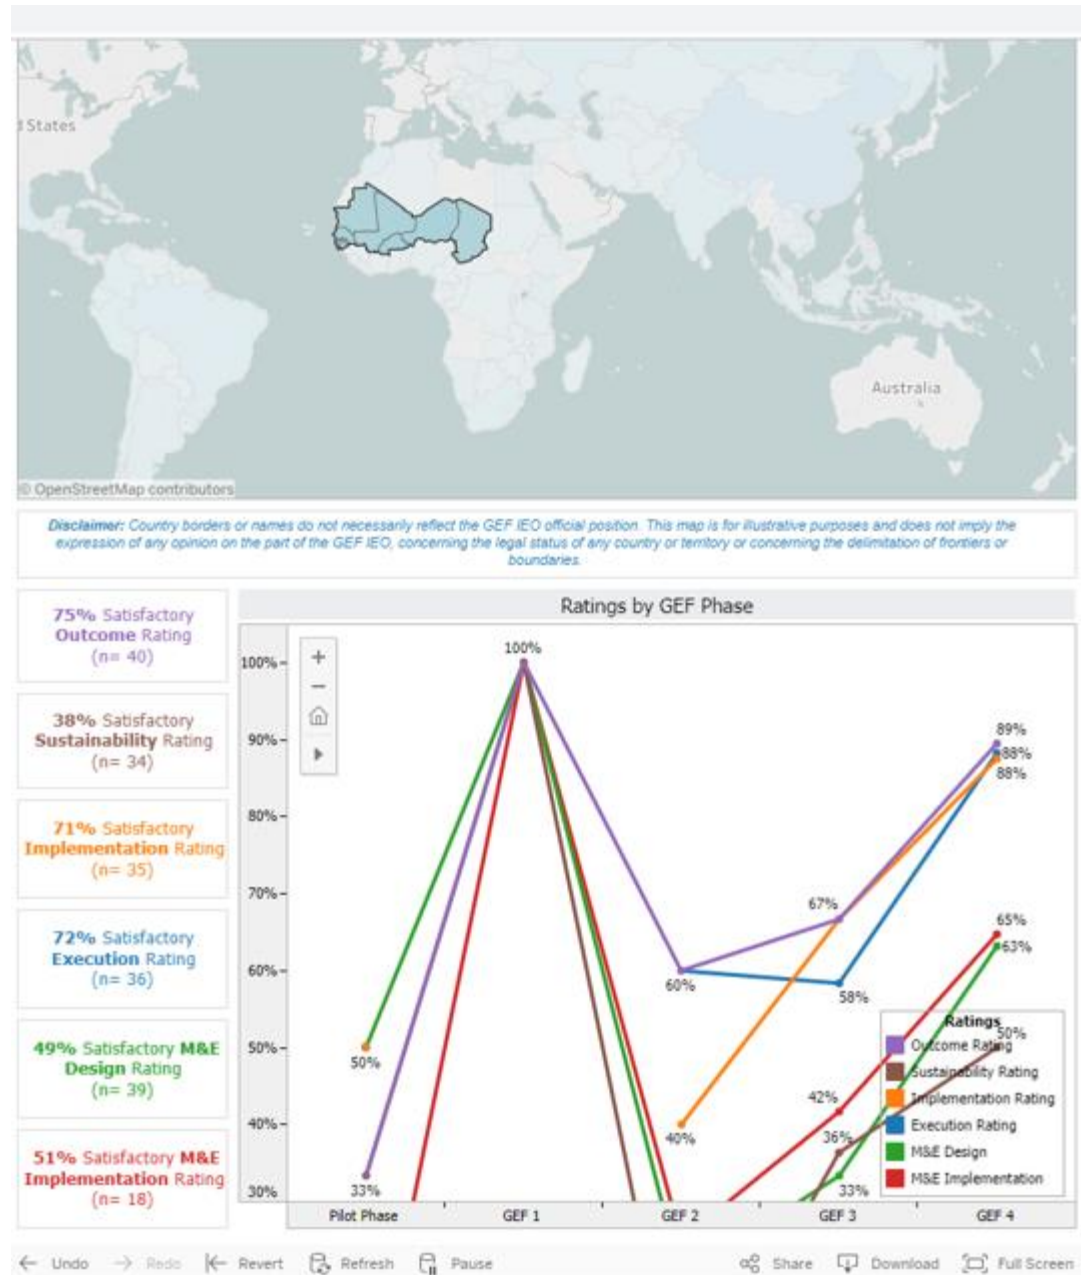 d States
Australia
© OpenStreetMap contributors
Disclaimer: Country borders or names do not necessarily reflect the GEF IEO official position. This map is for illustrative purposes and does not imply the
expression of any opinion on the part of the GEF IEO, concerning the legal status of any country or territory or concerning the delimitation of frontiers or
boundaries.
75% Satisfactory
Outcome Rating
(n= 40)
38% Satisfactory
Sustainability Rating
(n= 34)
71% Satisfactory
Implementation Rating
(n= 35)
72% Satisfactory
Execution Rating
(n= 36)
49% Satisfactory M&E
Design Rating
(n= 39)
51% Satisfactory M&E
Implementation Rating
(n= 18)
Ratings by GEF Phase
100%
90%
80%
70%
60%
50%
40%
30%
100%
89%
88%
88%
67%
65%
63%
60%
58%
50%
50%
42%
40%
36%
33%
33%
Ratings
Outcome Rating
Sustainability Rating
Implementation Rating
Execution Rating
M&E Design
M&E Implementation
Pilot Phase
GEF 1
GEF 2
GEF 3
GEF 4
Undo
Redo
Revert
Refresh
Pause
Share
Download
Full Screen